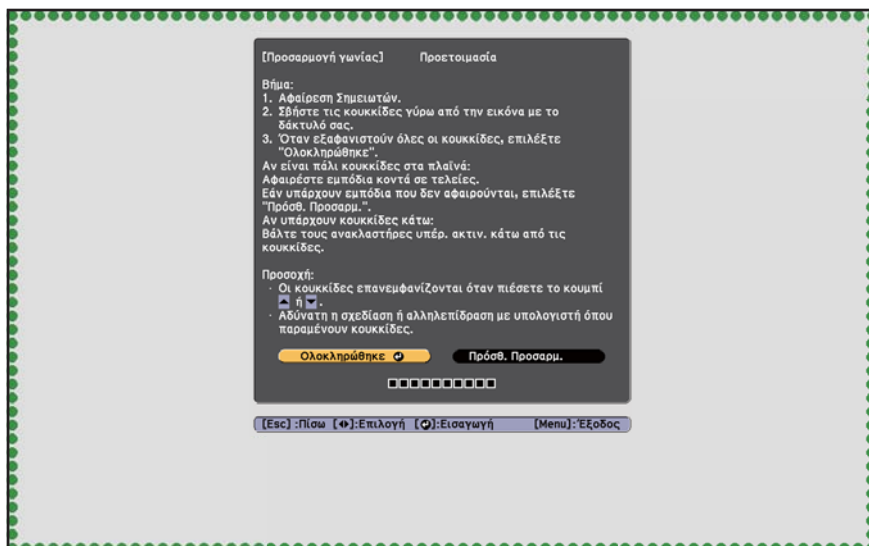 [Προσαρμογή γωνίας] Προετοιμασία
Βήμα:
1. Αφαίρεση Σημειωτών.
2. Σβήστε τις κουκκίδες γύρω από την εικόνα με το
δάκτυλό σας.
3. Όταν εξαφανιστούν όλες οι κουκκίδες, επιλέξτε
"Ολοκληρώθηκε".
Αν είναι πάλι κουκκίδες στα πλαϊνά:
Αφαιρέστε εμπόδια κοντά σε τελείες.
Εάν υπάρχουν εμπόδια που δεν αφαιρούνται, επιλέξτε
"Πρόσθ. Προσαρμ.".
Αν υπάρχουν κουκκίδες κάτω:
Βάλτε τους ανακλαστήρες υπέρ. ακτιν. κάτω από τις
κουκκίδες.
Προσοχή:
· Οι κουκκίδες επανεμφανίζονται όταν πιέσετε το κουμπί
▲ ή ▼.
· Αδύνατη η σχεδίαση ή αλληλεπίδραση με υπολογιστή όπου
παραμένουν κουκκίδες.
Ολοκληρώθηκε Πρόσθ. Προσαρμ.
[Esc] :Πίσω [◄►]:Επιλογή [↵]:Εισαγωγή [Menu]:Έξοδος